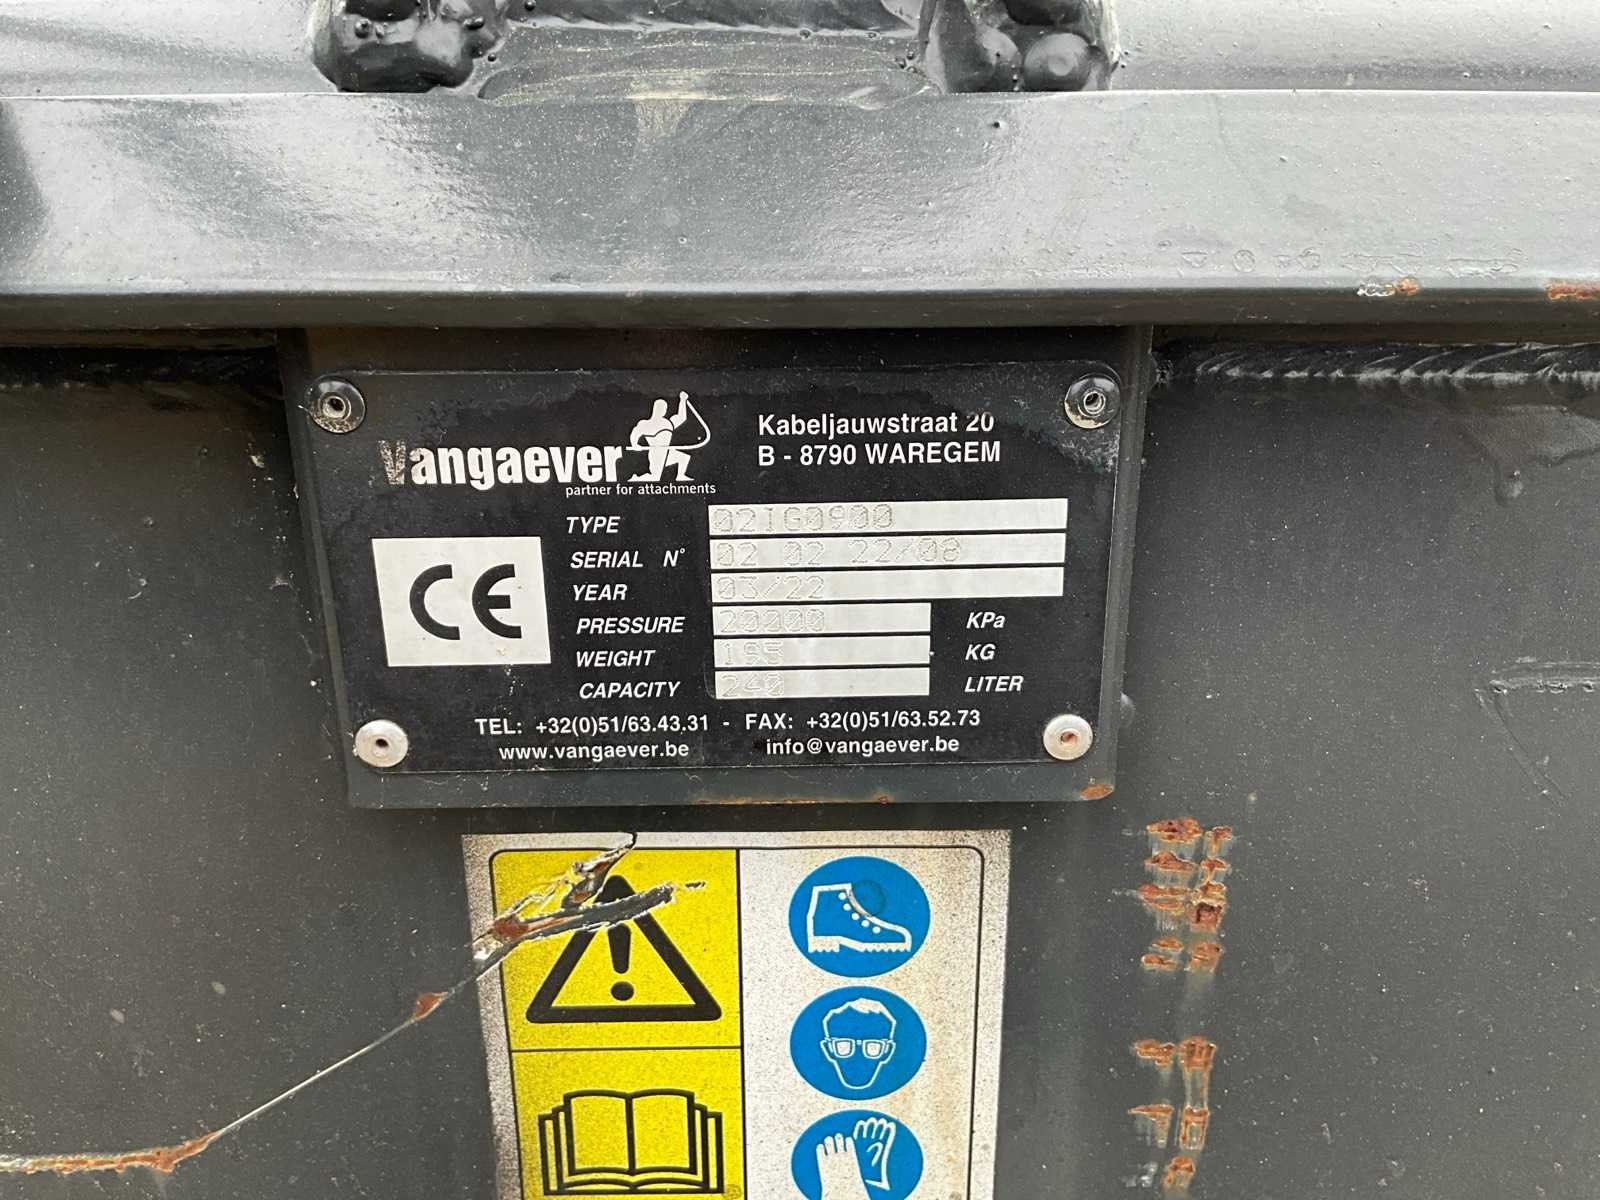 Vangaever
partner for attachments
Kabeljauwstraat 20
B - 8790 WAREGEM
CE
TYPE 02IG0900
SERIAL N° 02 02 22/08
YEAR 03/22
PRESSURE 20000 KPa
WEIGHT 195 KG
CAPACITY 240 LITER
TEL: +32(0)51/63.43.31 - FAX: +32(0)51/63.52.73
www.vangaever.be info@vangaever.be